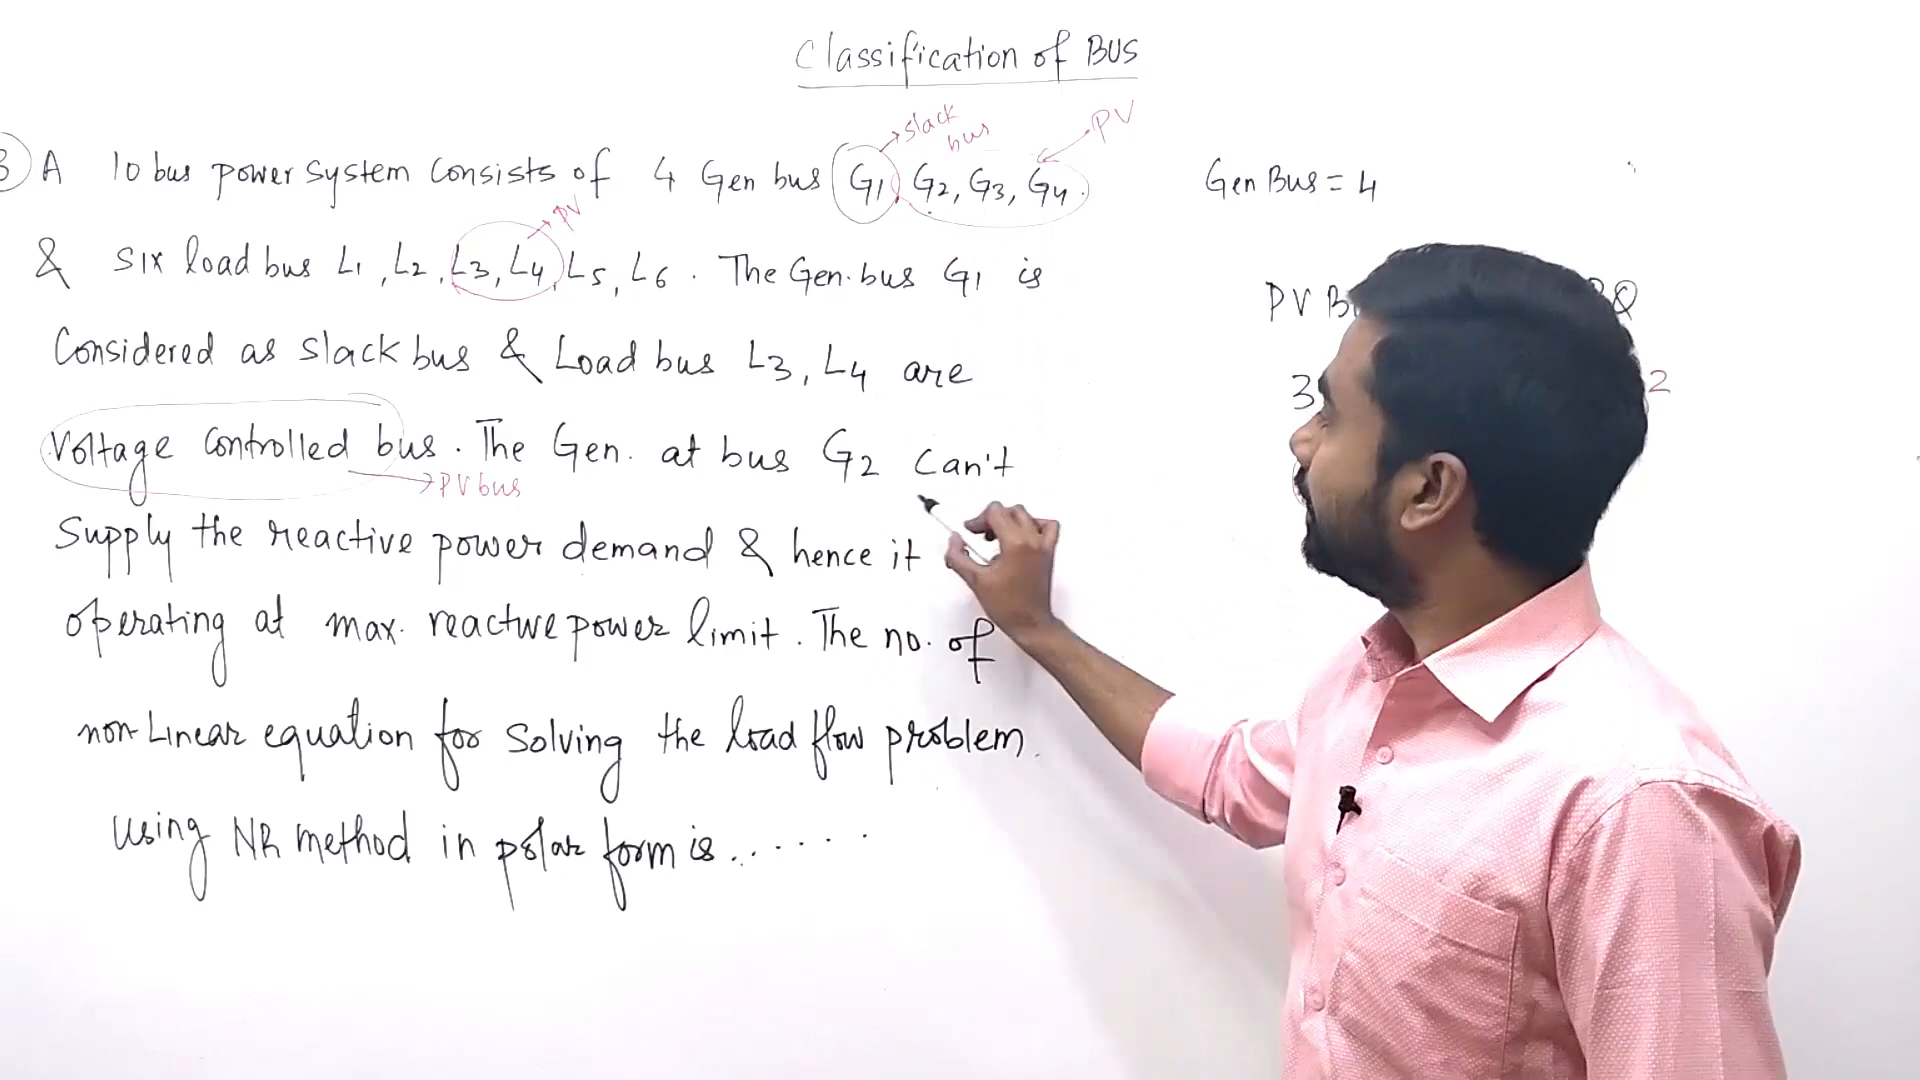 Classification of BUS
slack
bus
PV
A 10 bus power system consists of 4 Gen bus G1, G2, G3, G4.
Gen Bus = 4
PV
& six load bus L1, L2, L3, L4, L5, L6. The Gen. bus G1 is
PV
Considered as slack bus & Load bus L3, L4 are
3 2
Voltage controlled bus. The Gen. at bus G2 can't
PV bus
Supply the reactive power demand & hence it
operating at max. reactive power limit. The no. of
non-Linear equation for solving the load flow problem.
using NR method in polar form is.....